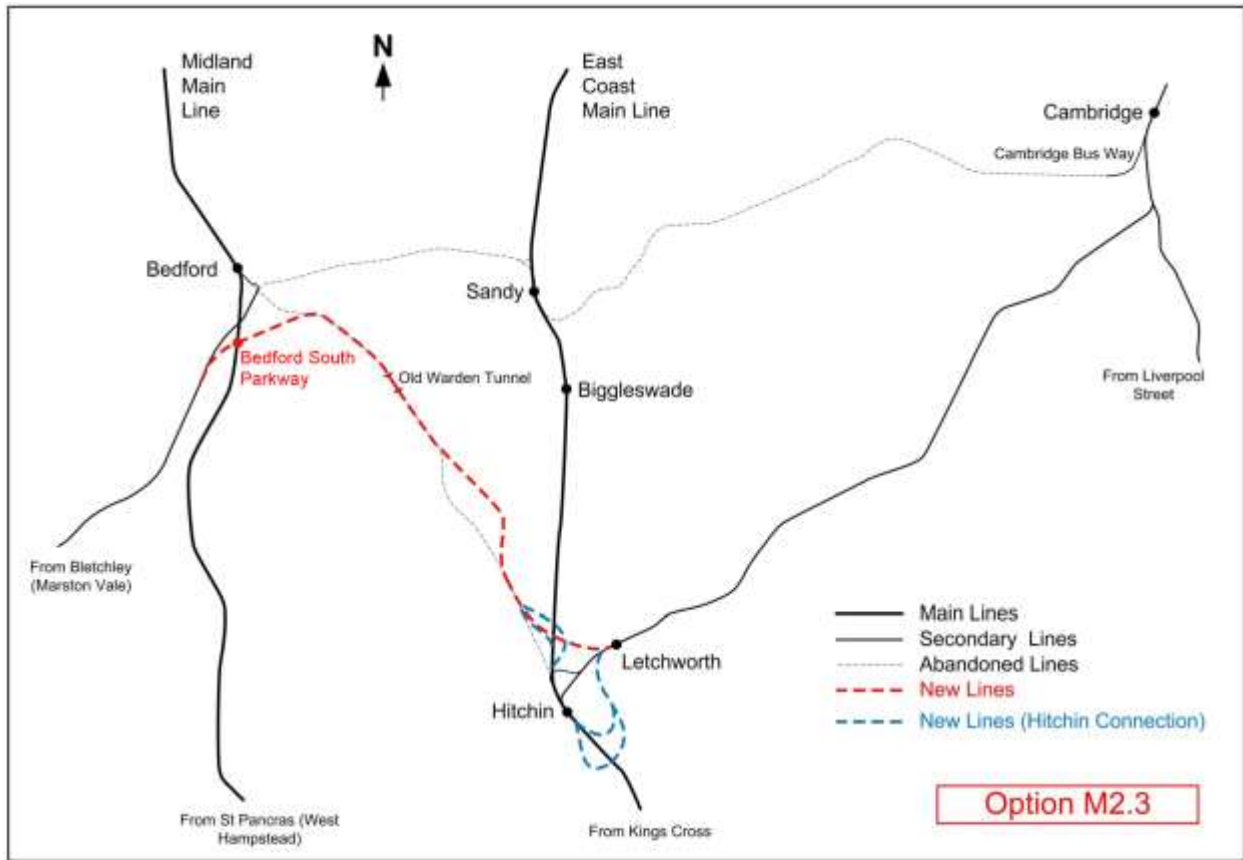 Midland
Main
Line
N
East
Coast
Main Line
Cambridge
Cambridge Bus Way
Bedford
Sandy
Bedford South
Parkway
Old Warden Tunnel
Biggleswade
From Liverpool
Street
From Bletchley
(Marston Vale)
Letchworth
Hitchin
Main Lines
Secondary Lines
Abandoned Lines
New Lines
New Lines (Hitchin Connection)
From St Pancras (West
Hampstead)
From Kings Cross
Option M2.3